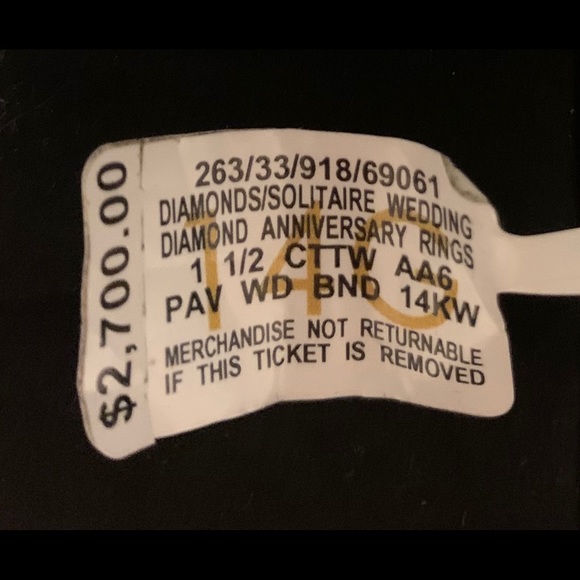 $2,700.00
263/33/918/69061
DIAMONDS/SOLITAIRE WEDDING
DIAMOND ANNIVERSARY RINGS
1 1/2 CTTW AA6
PAV WD BND 14KW
14G
MERCHANDISE NOT RETURNABLE
IF THIS TICKET IS REMOVED